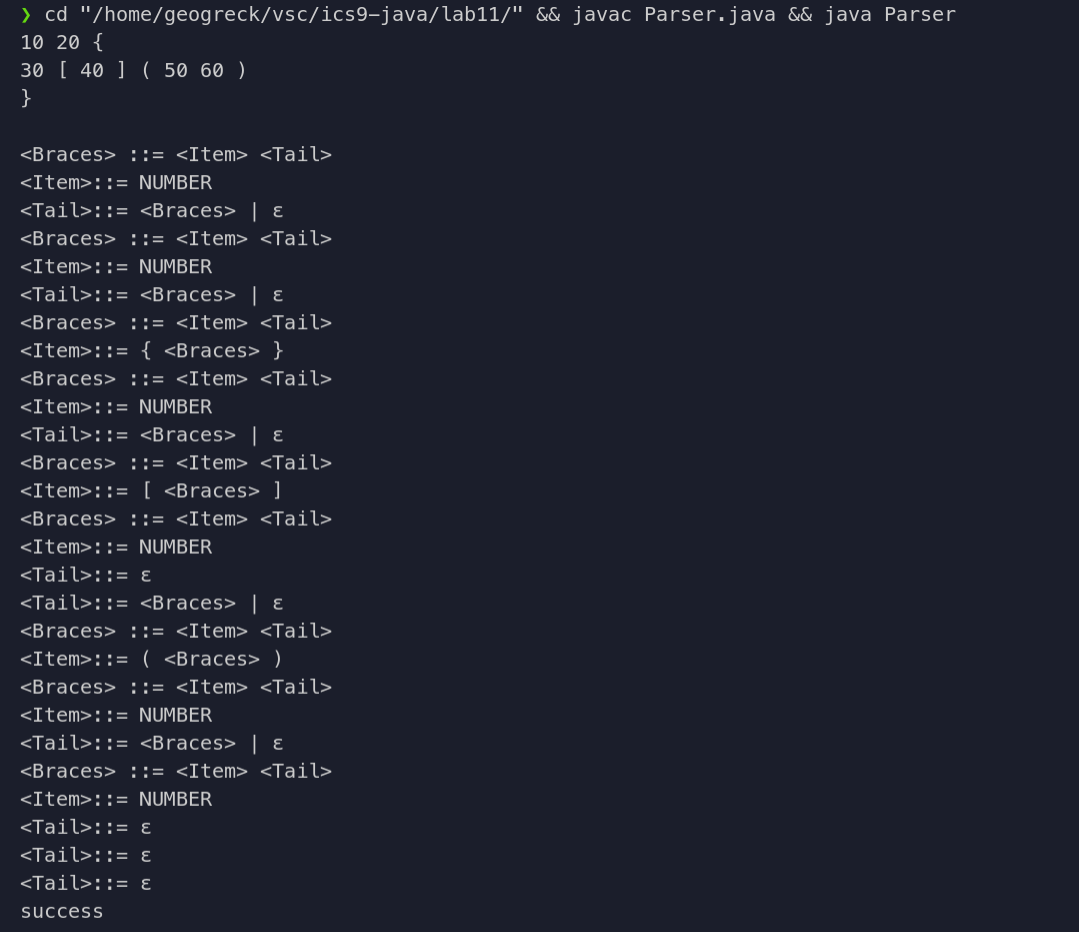 ❯ cd "/home/geogreck/vsc/ics9-java/lab11/" && javac Parser.java && java Parser
10 20 {
30 [ 40 ] ( 50 60 )
}
<Braces> ::= <Item> <Tail>
<Item>::= NUMBER
<Tail>::= <Braces> | ε
<Braces> ::= <Item> <Tail>
<Item>::= NUMBER
<Tail>::= <Braces> | ε
<Braces> ::= <Item> <Tail>
<Item>::= { <Braces> }
<Braces> ::= <Item> <Tail>
<Item>::= NUMBER
<Tail>::= <Braces> | ε
<Braces> ::= <Item> <Tail>
<Item>::= [ <Braces> ]
<Braces> ::= <Item> <Tail>
<Item>::= NUMBER
<Tail>::= ε
<Tail>::= <Braces> | ε
<Braces> ::= <Item> <Tail>
<Item>::= ( <Braces> )
<Braces> ::= <Item> <Tail>
<Item>::= NUMBER
<Tail>::= <Braces> | ε
<Braces> ::= <Item> <Tail>
<Item>::= NUMBER
<Tail>::= ε
<Tail>::= ε
<Tail>::= ε
success